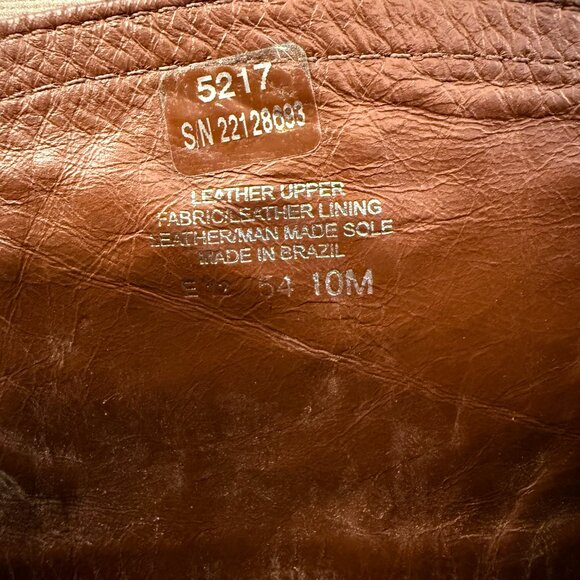 5217
S/N 22128693
LEATHER UPPER
FABRIC/LEATHER LINING
LEATHER/MAN MADE SOLE
MADE IN BRAZIL
54 10M